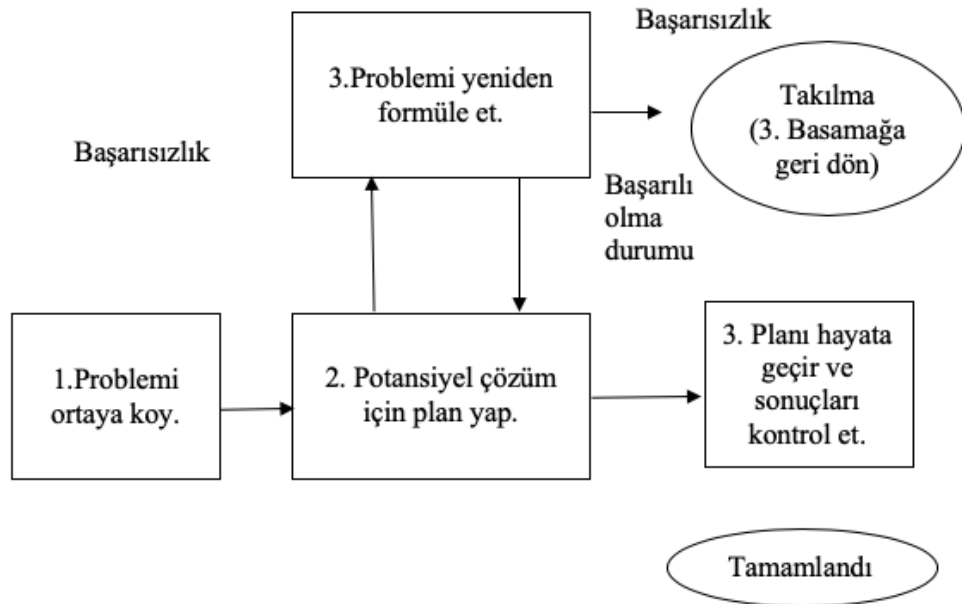 Başarısızlık
3.Problemi yeniden
formüle et.
Takılma
(3. Basamağa
geri dön)
Başarısızlık
Başarılı
olma
durumu
1.Problemi
ortaya koy.
2. Potansiyel çözüm
için plan yap.
3. Planı hayata
geçir ve
sonuçları
kontrol et.
Tamamlandı